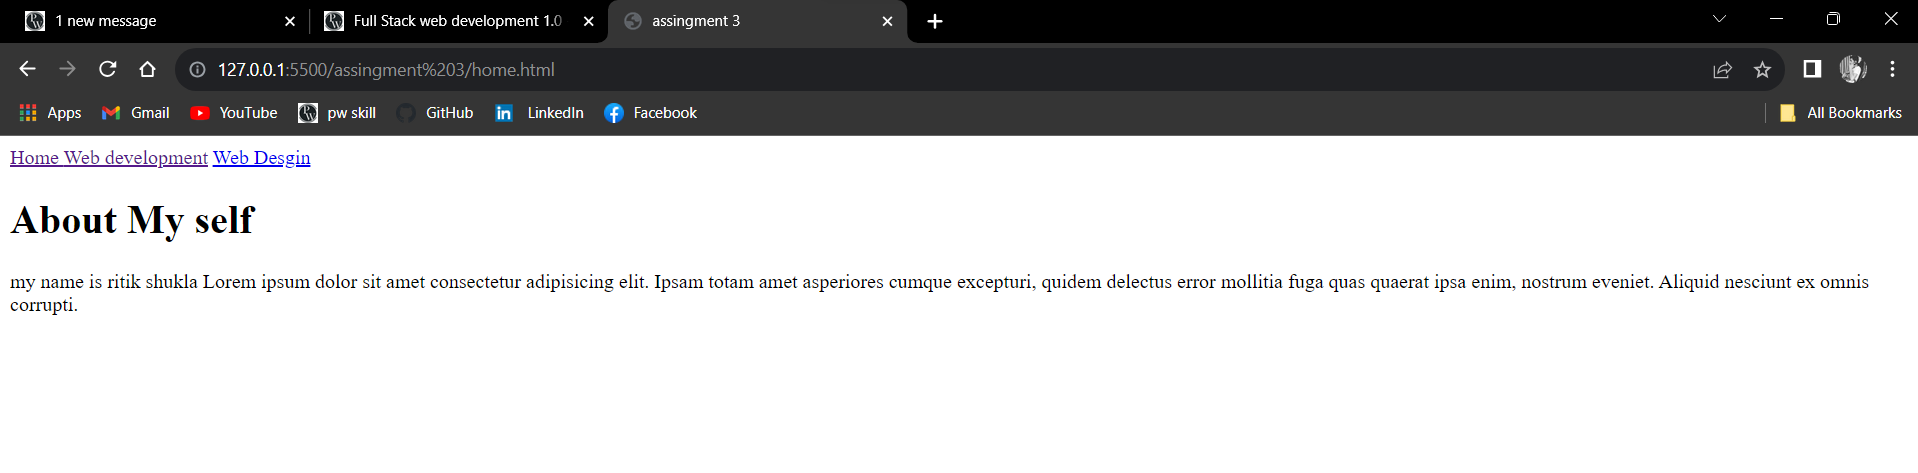 1 new message
Full Stack web development 1.0
assingment 3
127.0.0.1:5500/assingment%203/home.html
Apps Gmail YouTube pw skill GitHub LinkedIn Facebook All Bookmarks
Home Web development Web Desgin
About My self
my name is ritik shukla Lorem ipsum dolor sit amet consectetur adipisicing elit. Ipsam totam amet asperiores cumque excepturi, quidem delectus error mollitia fuga quas quaerat ipsa enim, nostrum eveniet. Aliquid nesciunt ex omnis
corrupti.